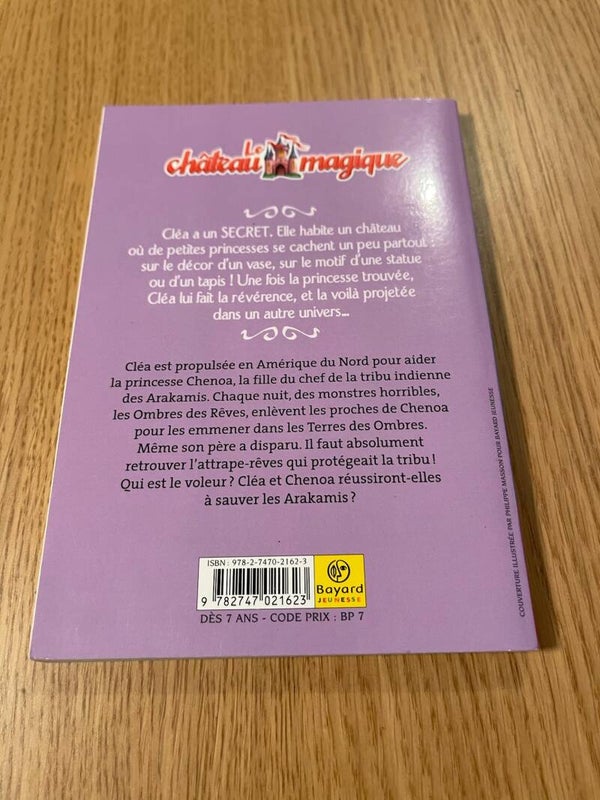 Le
château magique
Cléa a un SECRET. Elle habite un château
où de petites princesses se cachent un peu partout :
sur le décor d'un vase, sur le motif d'une statue
ou d'un tapis ! Une fois la princesse trouvée,
Cléa lui fait la révérence, et la voilà projetée
dans un autre univers...
Cléa est propulsée en Amérique du Nord pour aider
la princesse Chenoa, la fille du chef de la tribu indienne
des Arakamis. Chaque nuit, des monstres horribles,
les Ombres des Rêves, enlèvent les proches de Chenoa
pour les emmener dans les Terres des Ombres.
Même son père a disparu. Il faut absolument
retrouver l'attrape-rêves qui protégeait la tribu !
Qui est le voleur ? Cléa et Chenoa réussiront-elles
à sauver les Arakamis ?
ISBN : 978-2-7470-2162-3
9 782747 021623
Bayard
JEUNESSE
DÈS 7 ANS - CODE PRIX : BP 7
COUVERTURE ILLUSTRÉE PAR PHILIPPE MASSON POUR BAYARD JEUNESSE